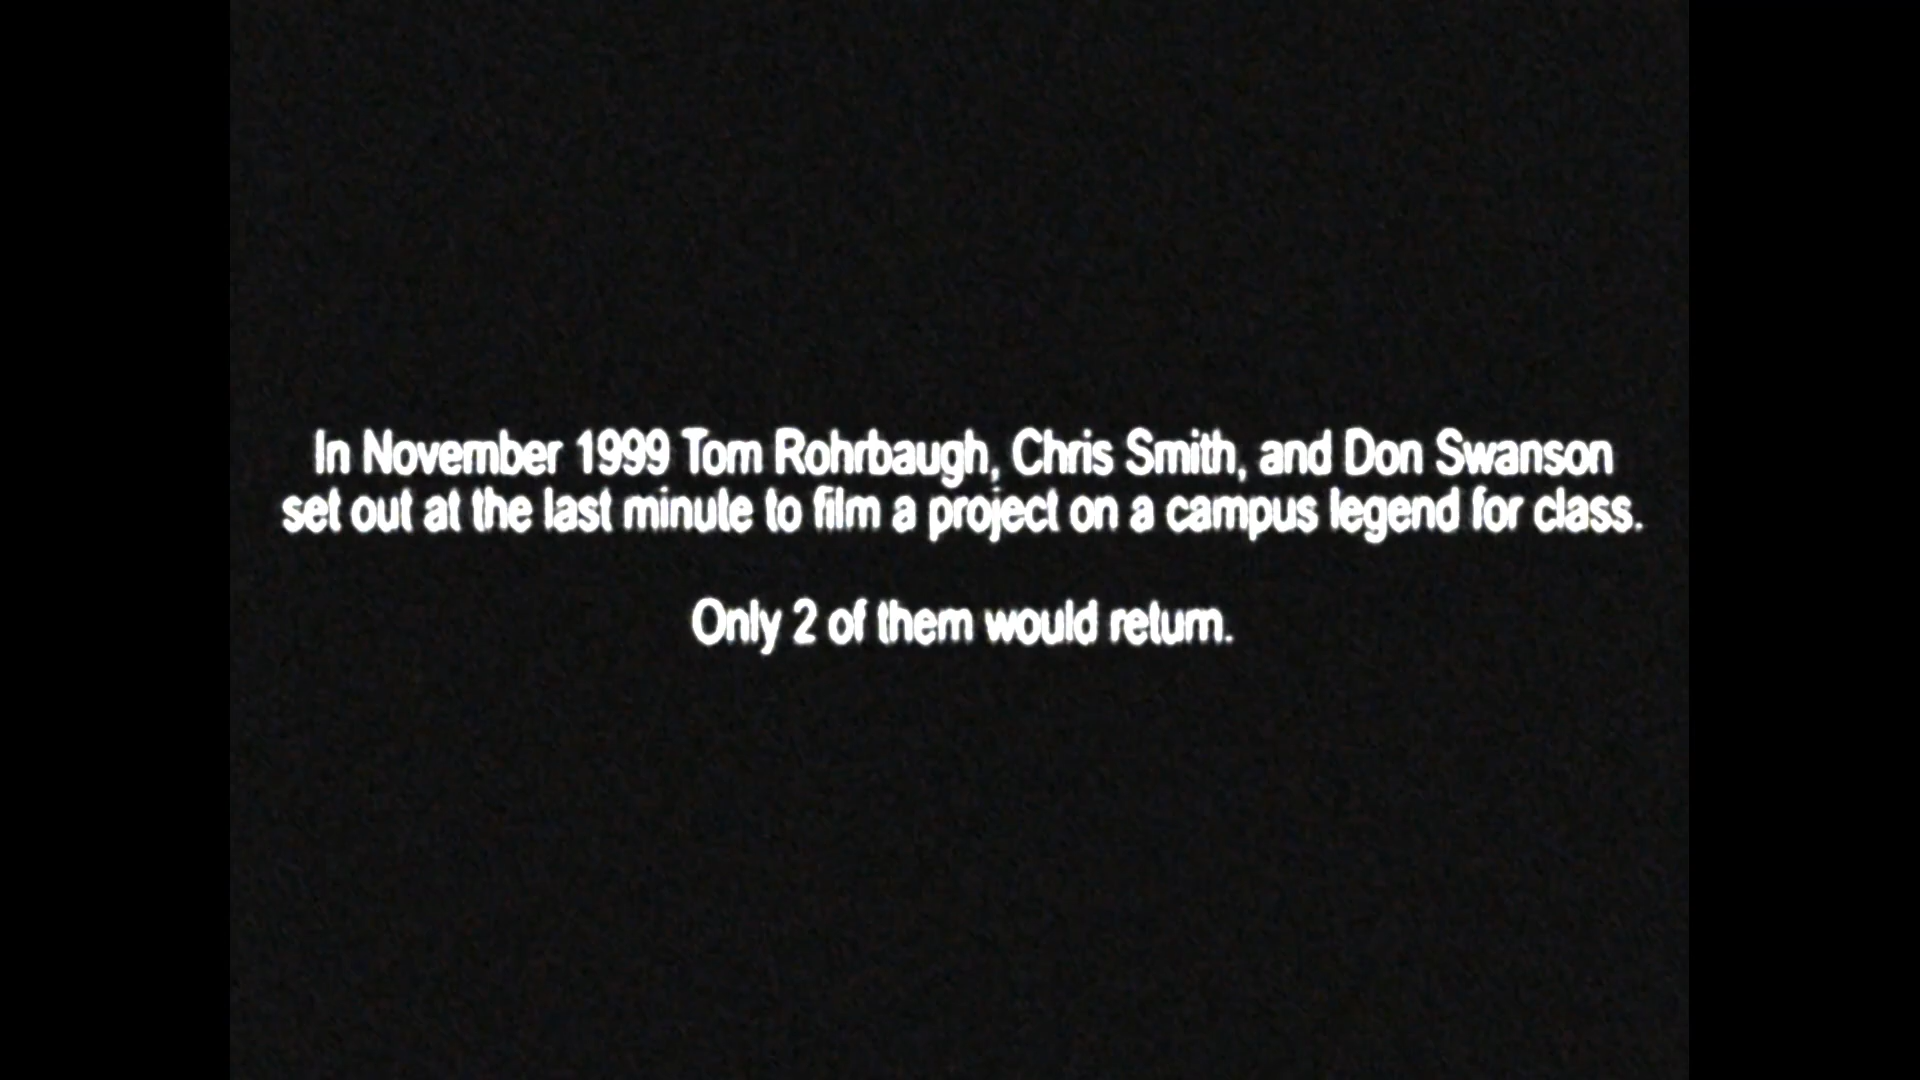 In November 1999 Tom Rohrbaugh, Chris Smith, and Don Swanson
set out at the last minute to film a project on a campus legend for class.
Only 2 of them would return.